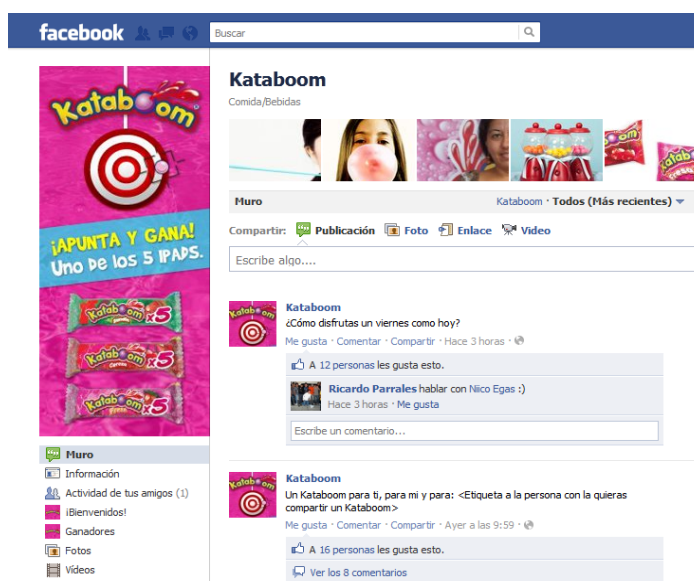 facebook
Buscar
Kataboom
¡APUNTA Y GANA!
Uno de los 5 IPADS.
Kataboom x5
Kataboom x5
Cereza
Kataboom x5
Fresa
Muro
Información
Actividad de tus amigos (1)
¡Bienvenidos!
Ganadores
Fotos
Vídeos
Kataboom
Comida/Bebidas
Muro
Kataboom · Todos (Más recientes)
Compartir: Publicación Foto Enlace Vídeo
Escribe algo....
Kataboom
¿Cómo disfrutas un viernes como hoy?
Me gusta · Comentar · Compartir · Hace 3 horas ·
A 12 personas les gusta esto.
Ricardo Parrales hablar con Niico Egas :)
Hace 3 horas · Me gusta
Escribe un comentario...
Kataboom
Un Kataboom para ti, para mi y para: <Etiqueta a la persona con la quieras
compartir un Kataboom>
Me gusta · Comentar · Compartir · Ayer a las 9:59 ·
A 16 personas les gusta esto.
Ver los 8 comentarios